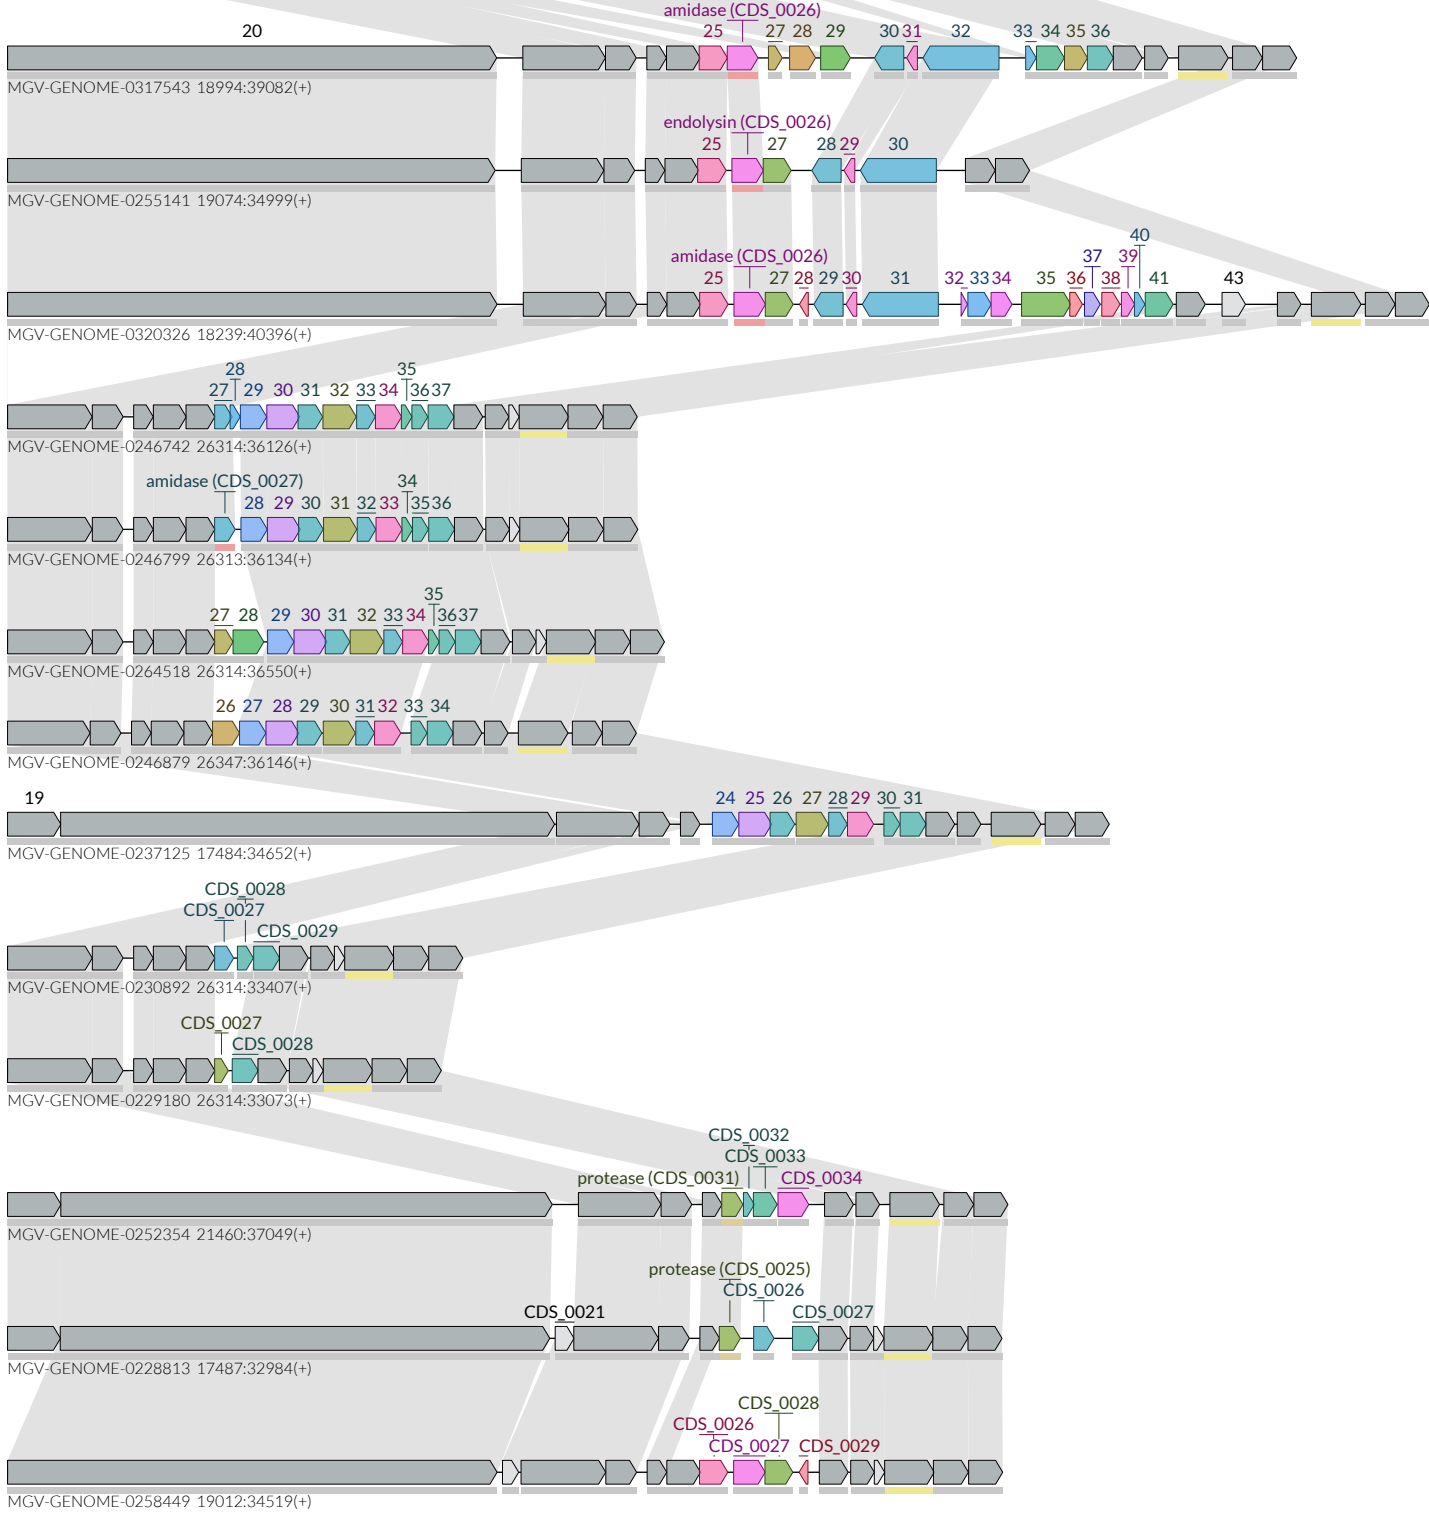 amidase (CDS_0026)
20 25 27 28 29 30 31 32 33 34 35 36
MGV-GENOME-0317543 18994:39082(+)
endolysin (CDS_0026)
25 27 28 29 30
MGV-GENOME-0255141 19074:34999(+)
40
amidase (CDS_0026) 37 39
25 27 28 29 30 31 32 33 34 35 36 38 41 43
MGV-GENOME-0320326 18239:40396(+)
28 35
27 29 30 31 32 33 34 36 37
MGV-GENOME-0246742 26314:36126(+)
amidase (CDS_0027) 34
28 29 30 31 32 33 35 36
MGV-GENOME-0246799 26313:36134(+)
35
27 28 29 30 31 32 33 34 36 37
MGV-GENOME-0264518 26314:36550(+)
26 27 28 29 30 31 32 33 34
MGV-GENOME-0246879 26347:36146(+)
19 24 25 26 27 28 29 30 31
MGV-GENOME-0237125 17484:34652(+)
CDS_0028
CDS_0027
CDS_0029
MGV-GENOME-0230892 26314:33407(+)
CDS_0027
CDS_0028
MGV-GENOME-0229180 26314:33073(+)
CDS_0032
CDS_0033
protease (CDS_0031) CDS_0034
MGV-GENOME-0252354 21460:37049(+)
protease (CDS_0025)
CDS_0026
CDS_0021 CDS_0027
MGV-GENOME-0228813 17487:32984(+)
CDS_0028
CDS_0026
CDS_0027 CDS_0029
MGV-GENOME-0258449 19012:34519(+)